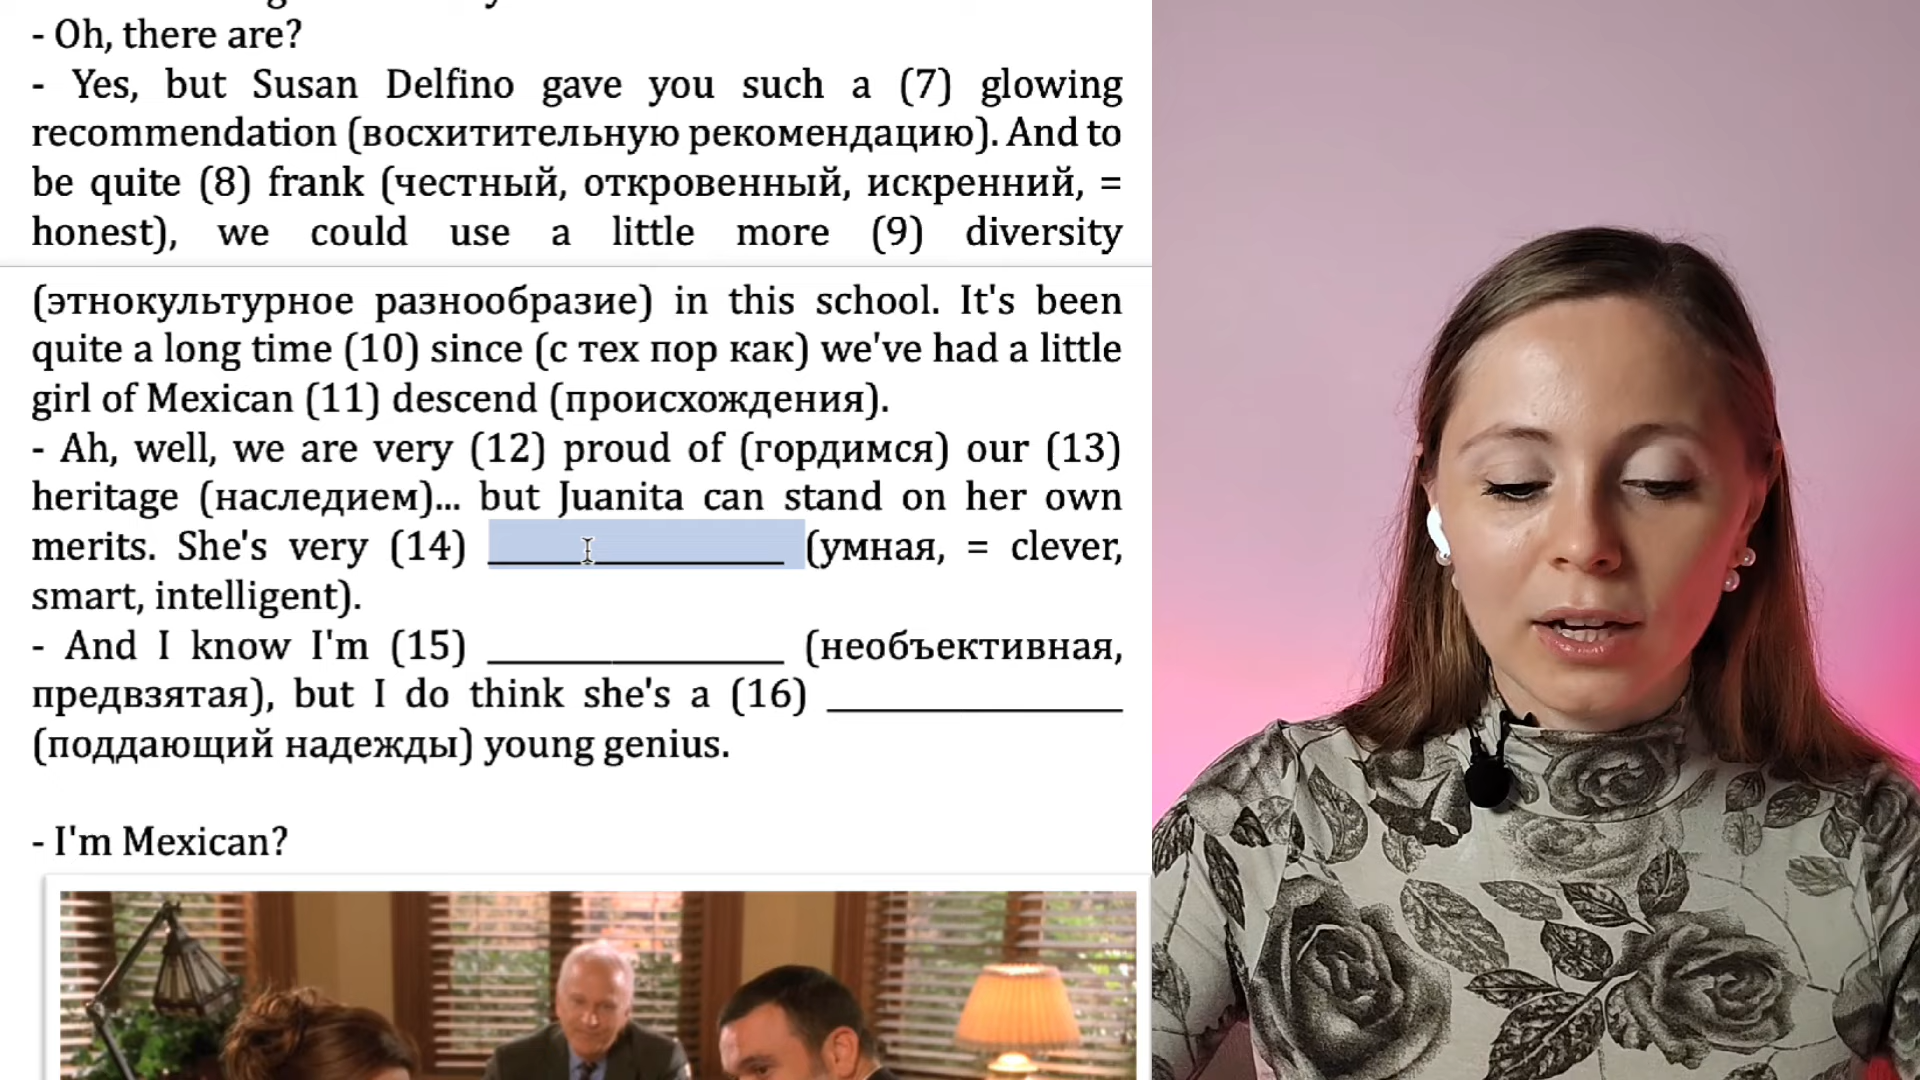 - Oh, there are?
- Yes, but Susan Delfino gave you such a (7) glowing
recommendation (восхитительную рекомендацию). And to
be quite (8) frank (честный, откровенный, искренний, =
honest), we could use a little more (9) diversity
(этнокультурное разнообразие) in this school. It's been
quite a long time (10) since (с тех пор как) we've had a little
girl of Mexican (11) descend (происхождения).
- Ah, well, we are very (12) proud of (гордимся) our (13)
heritage (наследием)... but Juanita can stand on her own
merits. She's very (14) _______________ (умная, = clever,
smart, intelligent).
- And I know I'm (15) _______________ (необъективная,
предвзятая), but I do think she's a (16) _______________
(поддающий надежды) young genius.
- I'm Mexican?